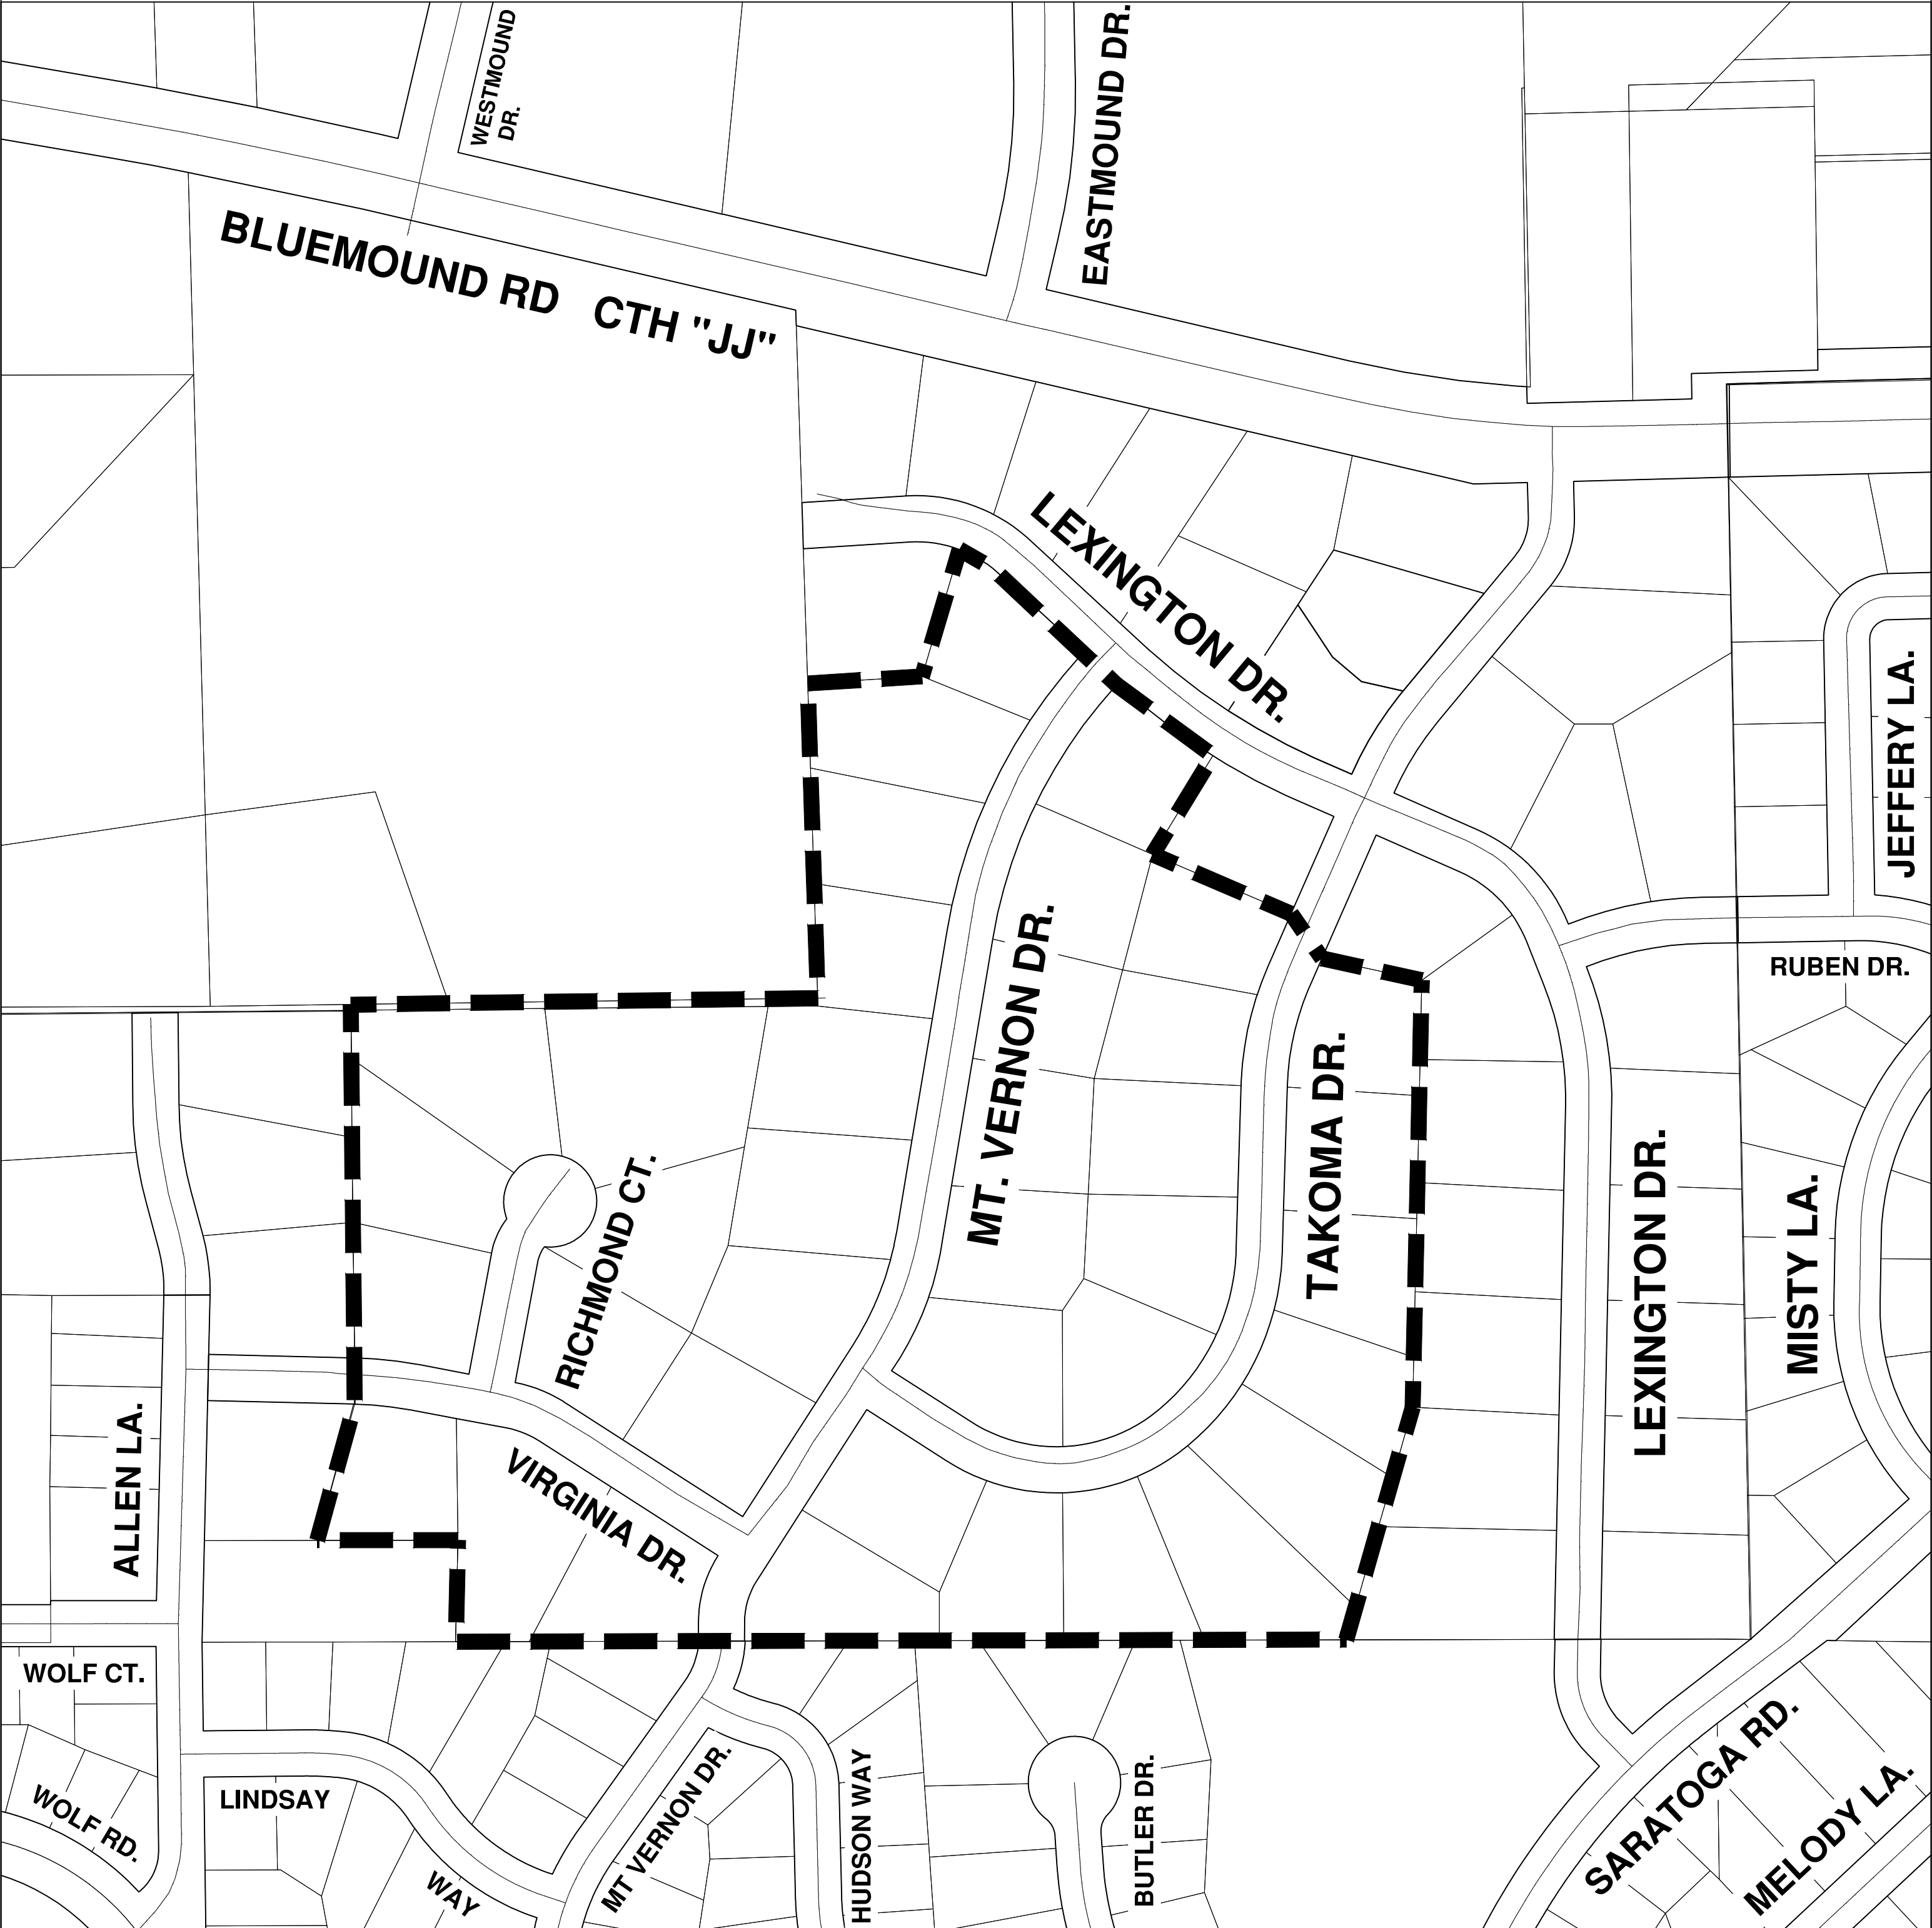 WESTMOUND
DR.
EASTMOUND DR.
BLUEMOUND RD CTH "JJ"
LEXINGTON DR.
JEFFERY LA.
RUBEN DR.
MT. VERNON DR.
TAKOMA DR.
LEXINGTON DR.
MISTY LA.
RICHMOND CT.
ALLEN LA.
VIRGINIA DR.
WOLF CT.
WOLF RD.
LINDSAY
WAY
MT VERNON DR.
HUDSON WAY
BUTLER DR.
SARATOGA RD.
MELODY LA.